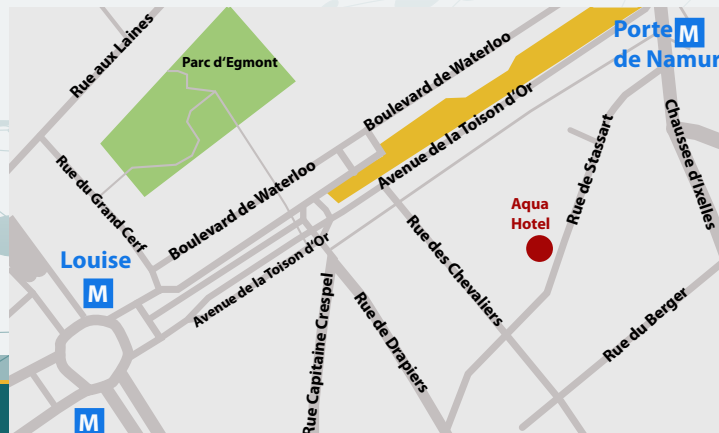 Rue aux Laines
Parc d'Egmont
Boulevard de Waterloo
Porte M
de Namur
Avenue de la Toison d'Or
Chaussee d'Ixelles
Rue de Stassart
Aqua
Hotel
Rue du Grand Cerf
Boulevard de Waterloo
Louise
M
Avenue de la Toison d'Or
Rue des Chevaliers
Rue Capitaine Crespel
Rue de Drapiers
Rue du Berger
M